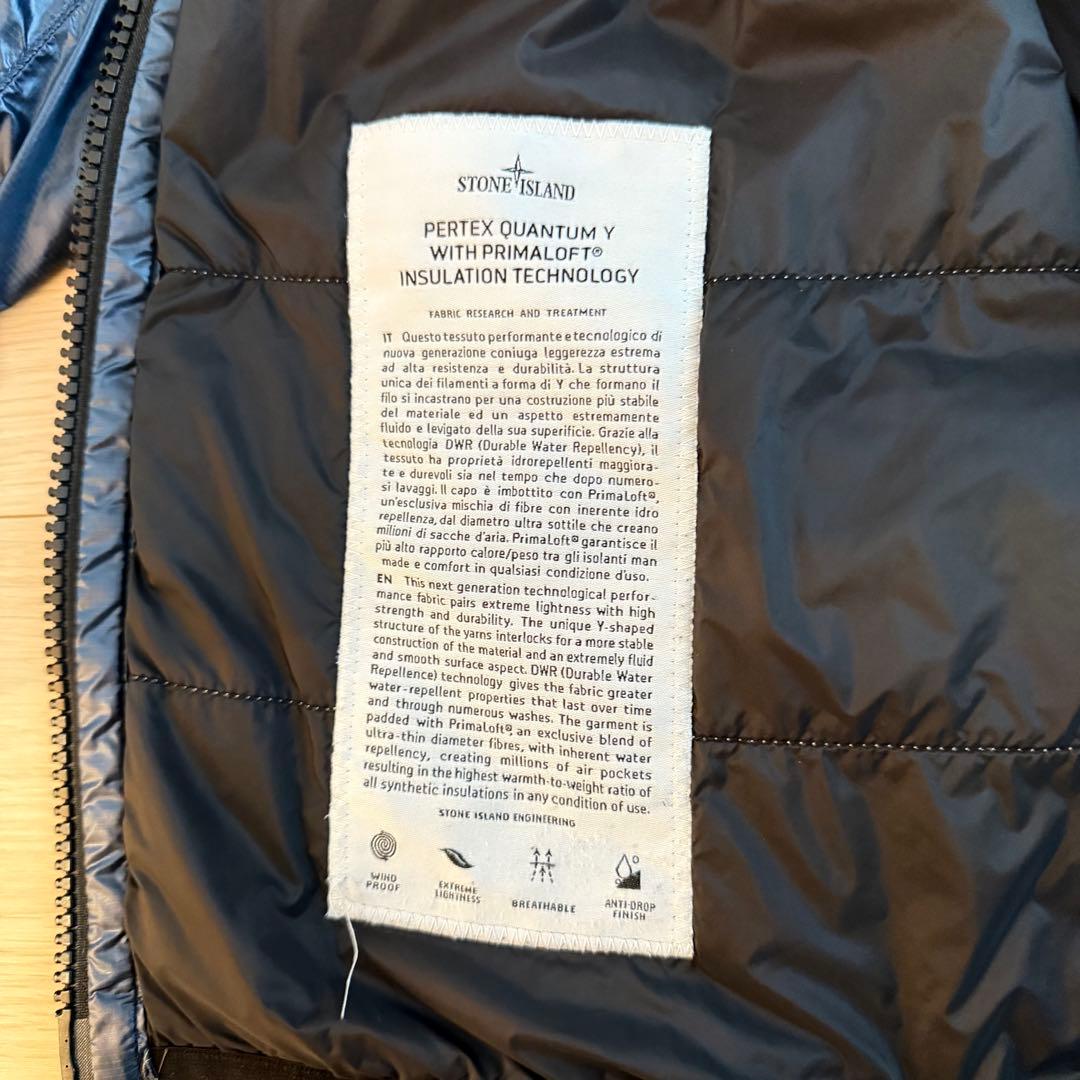 STONE ISLAND
PERTEX QUANTUM Y
WITH PRIMALOFT®
INSULATION TECHNOLOGY
FABRIC RESEARCH AND TREATMENT
IT Questo tessuto performante e tecnologico di
nuova generazione coniuga leggerezza estrema
ad alta resistenza e durabilità. La struttura
unica dei filamenti a forma di Y che formano il
filo si incastrano per una costruzione più stabile
del materiale ed un aspetto estremamente
fluido e levigato della sua superficie. Grazie alla
tecnologia DWR (Durable Water Repellency), il
tessuto ha proprietà idrorepellenti maggiora-
te e durevoli sia nel tempo che dopo numero-
si lavaggi. Il capo è imbottito con PrimaLoft®,
un'esclusiva mischia di fibre con inerente idro
repellenza, dal diametro ultra sottile che creano
milioni di sacche d'aria. PrimaLoft® garantisce il
più alto rapporto calore/peso tra gli isolanti man
made e comfort in qualsiasi condizione d'uso.
EN This next generation technological perfor-
mance fabric pairs extreme lightness with high
strength and durability. The unique Y-shaped
structure of the yarns interlocks for a more stable
construction of the material and an extremely fluid
and smooth surface aspect. DWR (Durable Water
Repellence) technology gives the fabric greater
water-repellent properties that last over time
and through numerous washes. The garment is
padded with PrimaLoft®, an exclusive blend of
ultra-thin diameter fibres, with inherent water
repellency, creating millions of air pockets
resulting in the highest warmth-to-weight ratio of
all synthetic insulations in any condition of use.
STONE ISLAND ENGINEERING
WIND
PROOF
EXTREME
LIGHTNESS
BREATHABLE
ANTI-DROP
FINISH